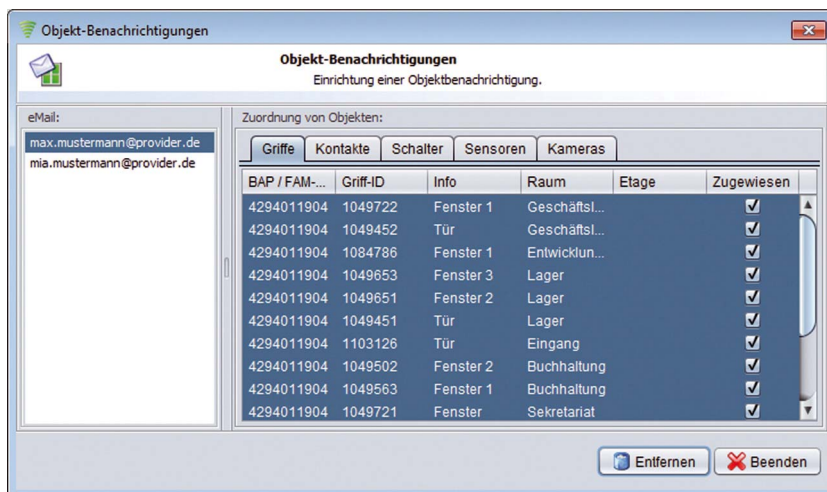 Objekt-Benachrichtigungen
Objekt-Benachrichtigungen
Einrichtung einer Objektbenachrichtigung.
eMail:
max.mustermann@provider.de
mia.mustermann@provider.de
Zuordnung von Objekten:
Griffe Kontakte Schalter Sensoren Kameras
BAP / FAM-... Griff-ID Info Raum Etage Zugewiesen
4294011904 1049722 Fenster 1 Geschäftsl...
4294011904 1049452 Tür Geschäftsl...
4294011904 1084786 Fenster 1 Entwicklun...
4294011904 1049653 Fenster 3 Lager
4294011904 1049651 Fenster 2 Lager
4294011904 1049451 Tür Lager
4294011904 1103126 Tür Eingang
4294011904 1049502 Fenster 2 Buchhaltung
4294011904 1049563 Fenster 1 Buchhaltung
4294011904 1049721 Fenster Sekretariat
Entfernen Beenden